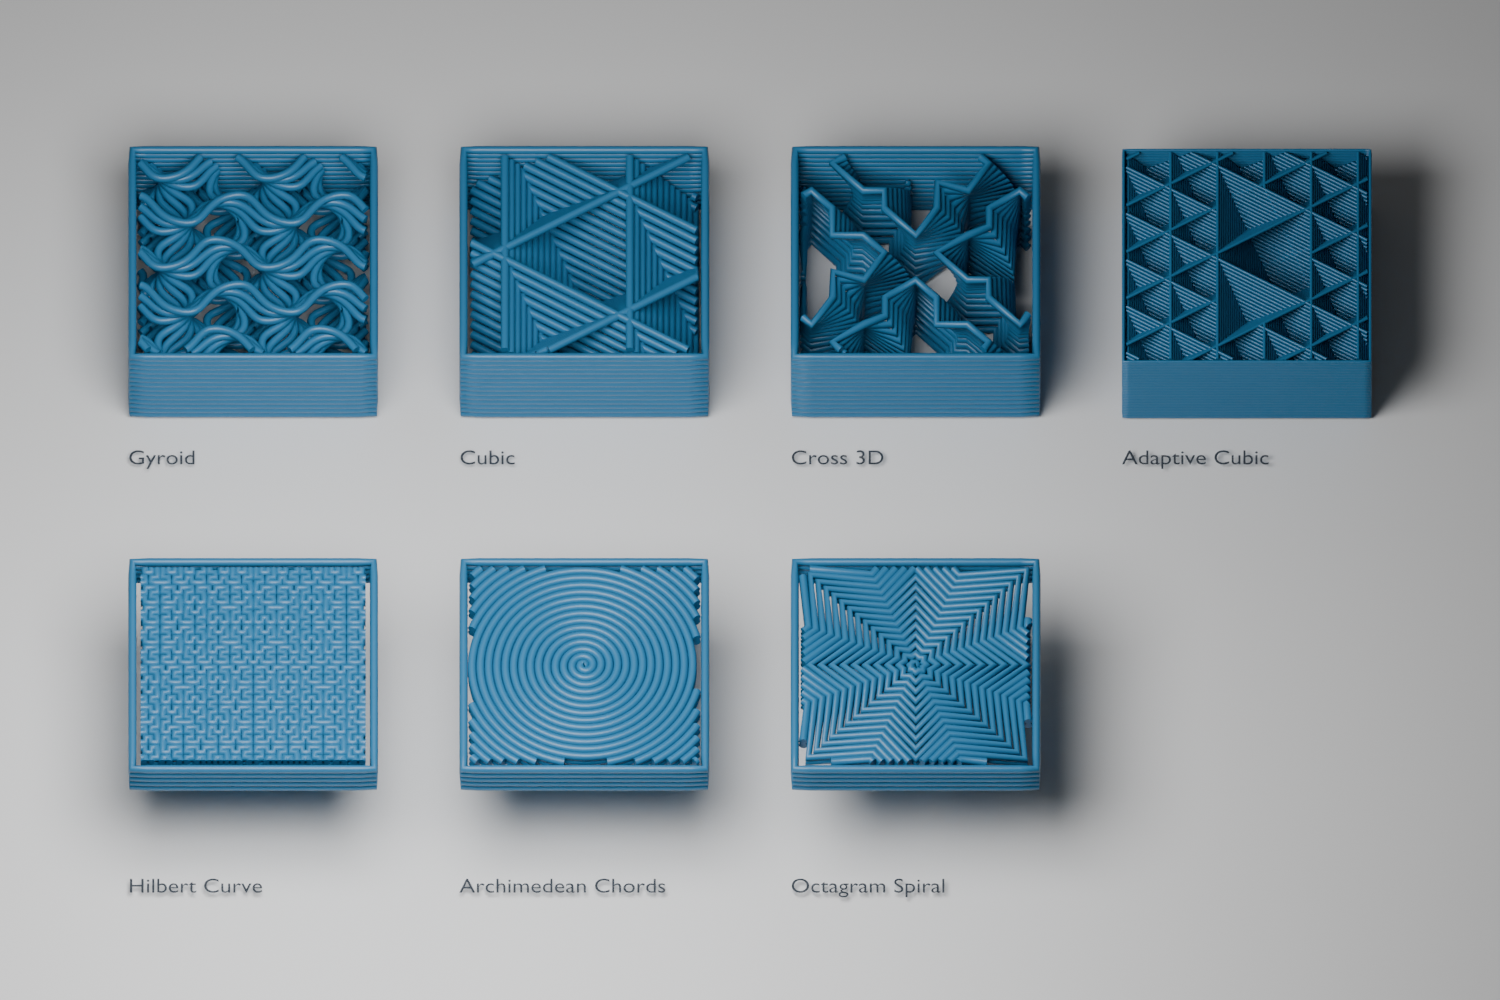 Gyroid
Cubic
Cross 3D
Adaptive Cubic
Hilbert Curve
Archimedean Chords
Octagram Spiral